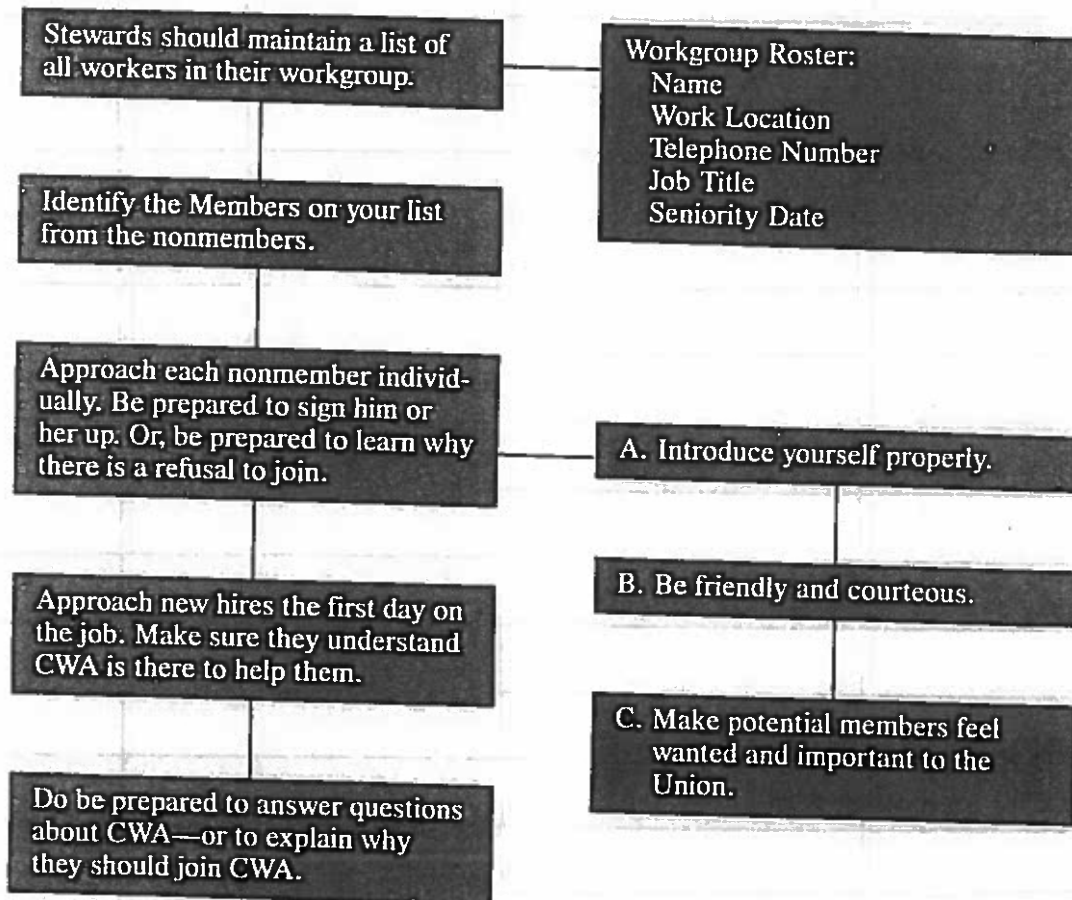 Stewards should maintain a list of
all workers in their workgroup.
Workgroup Roster:
Name
Work Location
Telephone Number
Job Title
Seniority Date
Identify the Members on your list
from the nonmembers.
Approach each nonmember individ-
ually. Be prepared to sign him or
her up. Or, be prepared to learn why
there is a refusal to join.
A. Introduce yourself properly.
B. Be friendly and courteous.
C. Make potential members feel
wanted and important to the
Union.
Approach new hires the first day on
the job. Make sure they understand
CWA is there to help them.
Do be prepared to answer questions
about CWA—or to explain why
they should join CWA.